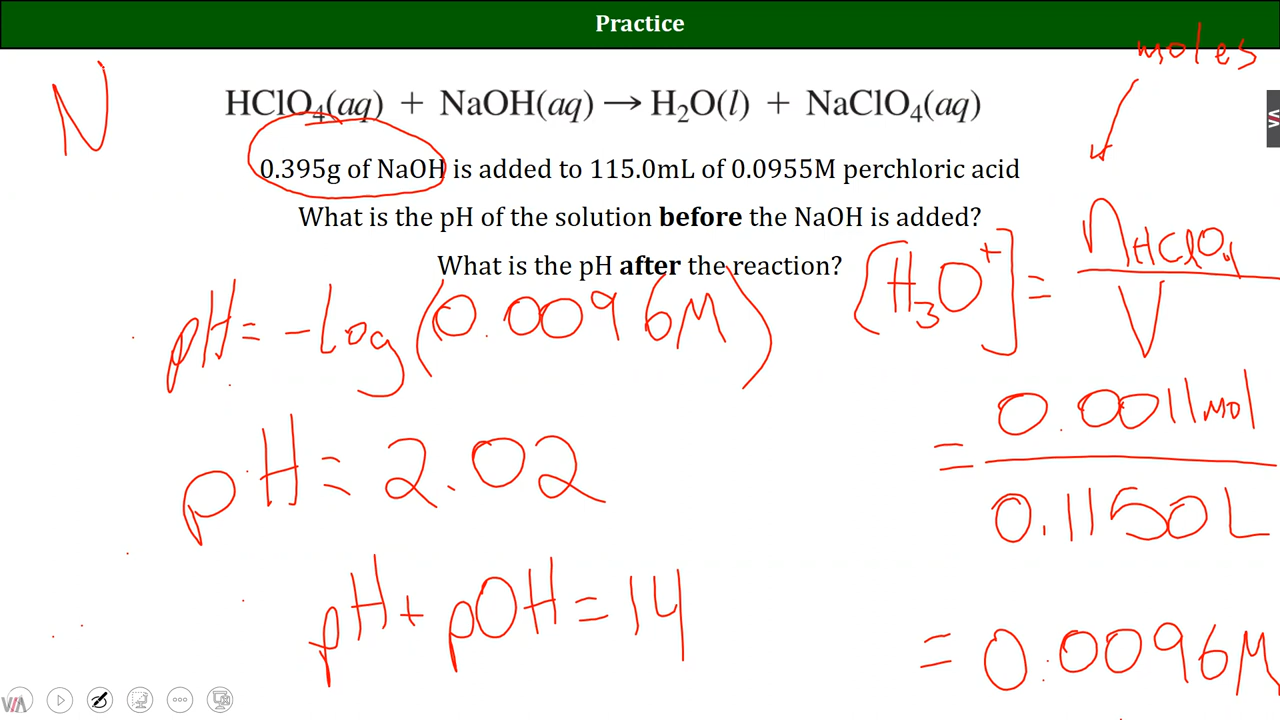 Practice
moles
N
HClO₄(aq) + NaOH(aq) → H₂O(l) + NaClO₄(aq)
0.395g of NaOH is added to 115.0mL of 0.0955M perchloric acid
What is the pH of the solution before the NaOH is added?
What is the pH after the reaction?
[H₃O⁺] = nHClO₄ / V
pH = -log(0.0096M)
= 0.0011mol / 0.1150L
pH = 2.02
pH + pOH = 14
= 0.0096M